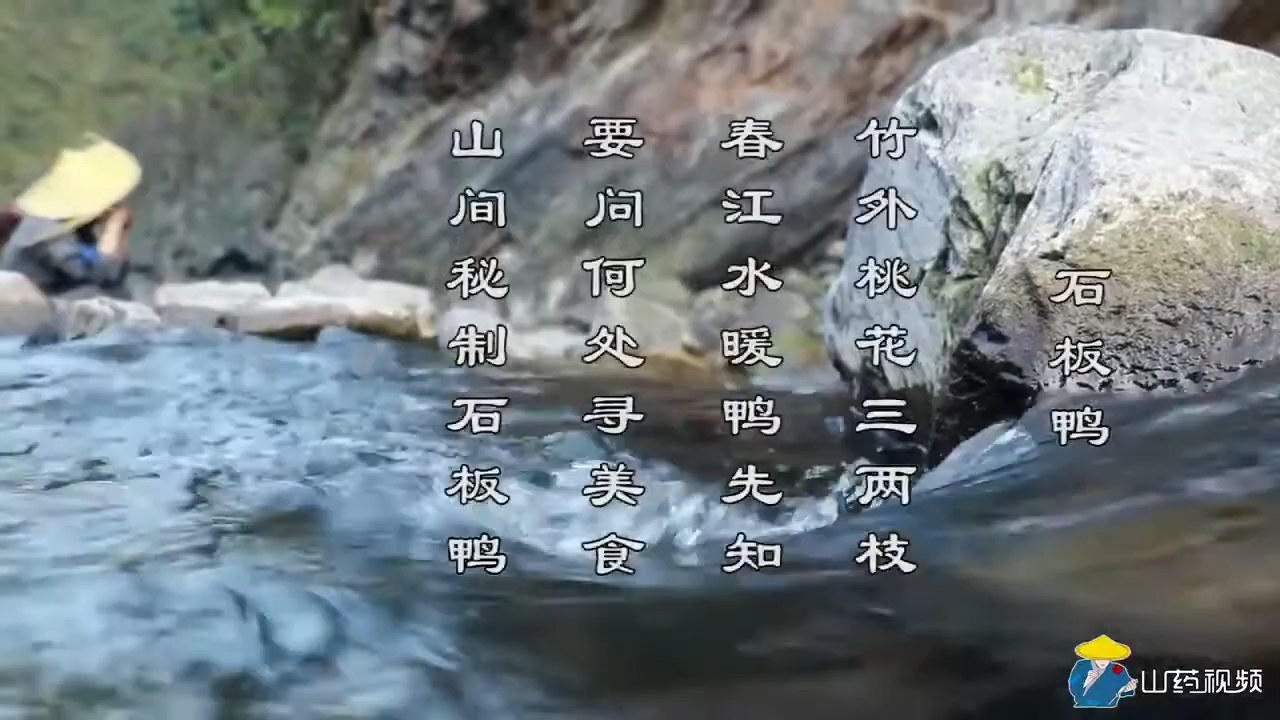 石板鸭
竹外桃花三两枝
春江水暖鸭先知
要问何处寻美食
山间秘制石板鸭
山药视频